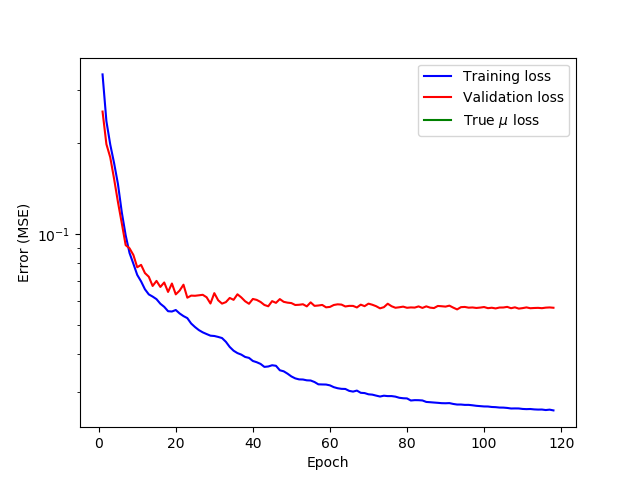 Training loss
Validation loss
True μ loss
10⁻¹
Error (MSE)
0 20 40 60 80 100 120
Epoch